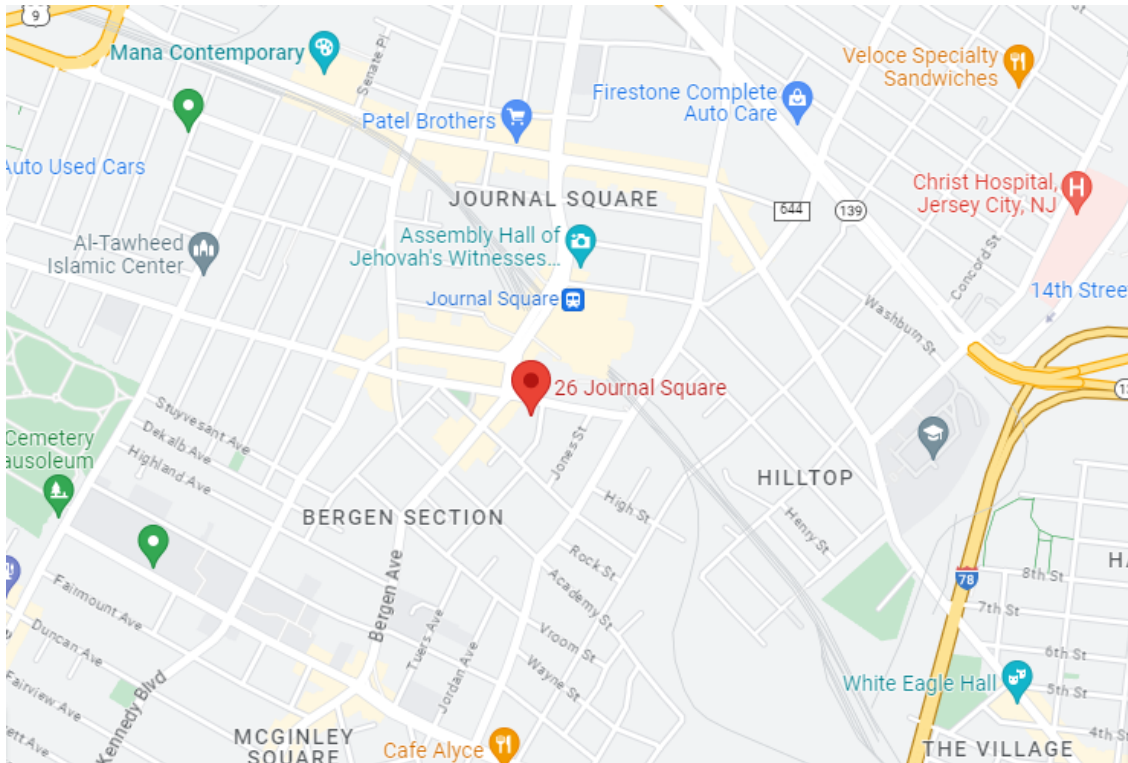 9
Mana Contemporary
Senate Pl
Veloce Specialty
Sandwiches
Firestone Complete
Auto Care
Patel Brothers
Auto Used Cars
Christ Hospital,
Jersey City, NJ
JOURNAL SQUARE
644
139
Al-Tawheed
Islamic Center
Assembly Hall of
Jehovah's Witnesses...
Concord St
Journal Square
14th Stree
Washburn St
26 Journal Square
Stuyvesant Ave
Dekalb Ave
Highland Ave
Cemetery
ausoleum
Jones St
HILLTOP
High St
BERGEN SECTION
Henry St
Rock St
78
8th St
Fairmount Ave
Bergen Ave
Academy St
7th St
Duncan Ave
Tuers Ave
Vroom St
6th St
Fairview Ave
Kennedy Blvd
Jordan Ave
Wayne St
White Eagle Hall
5th St
ett Ave
4th St
MCGINLEY
SQUARE
Cafe Alyce
THE VILLAGE